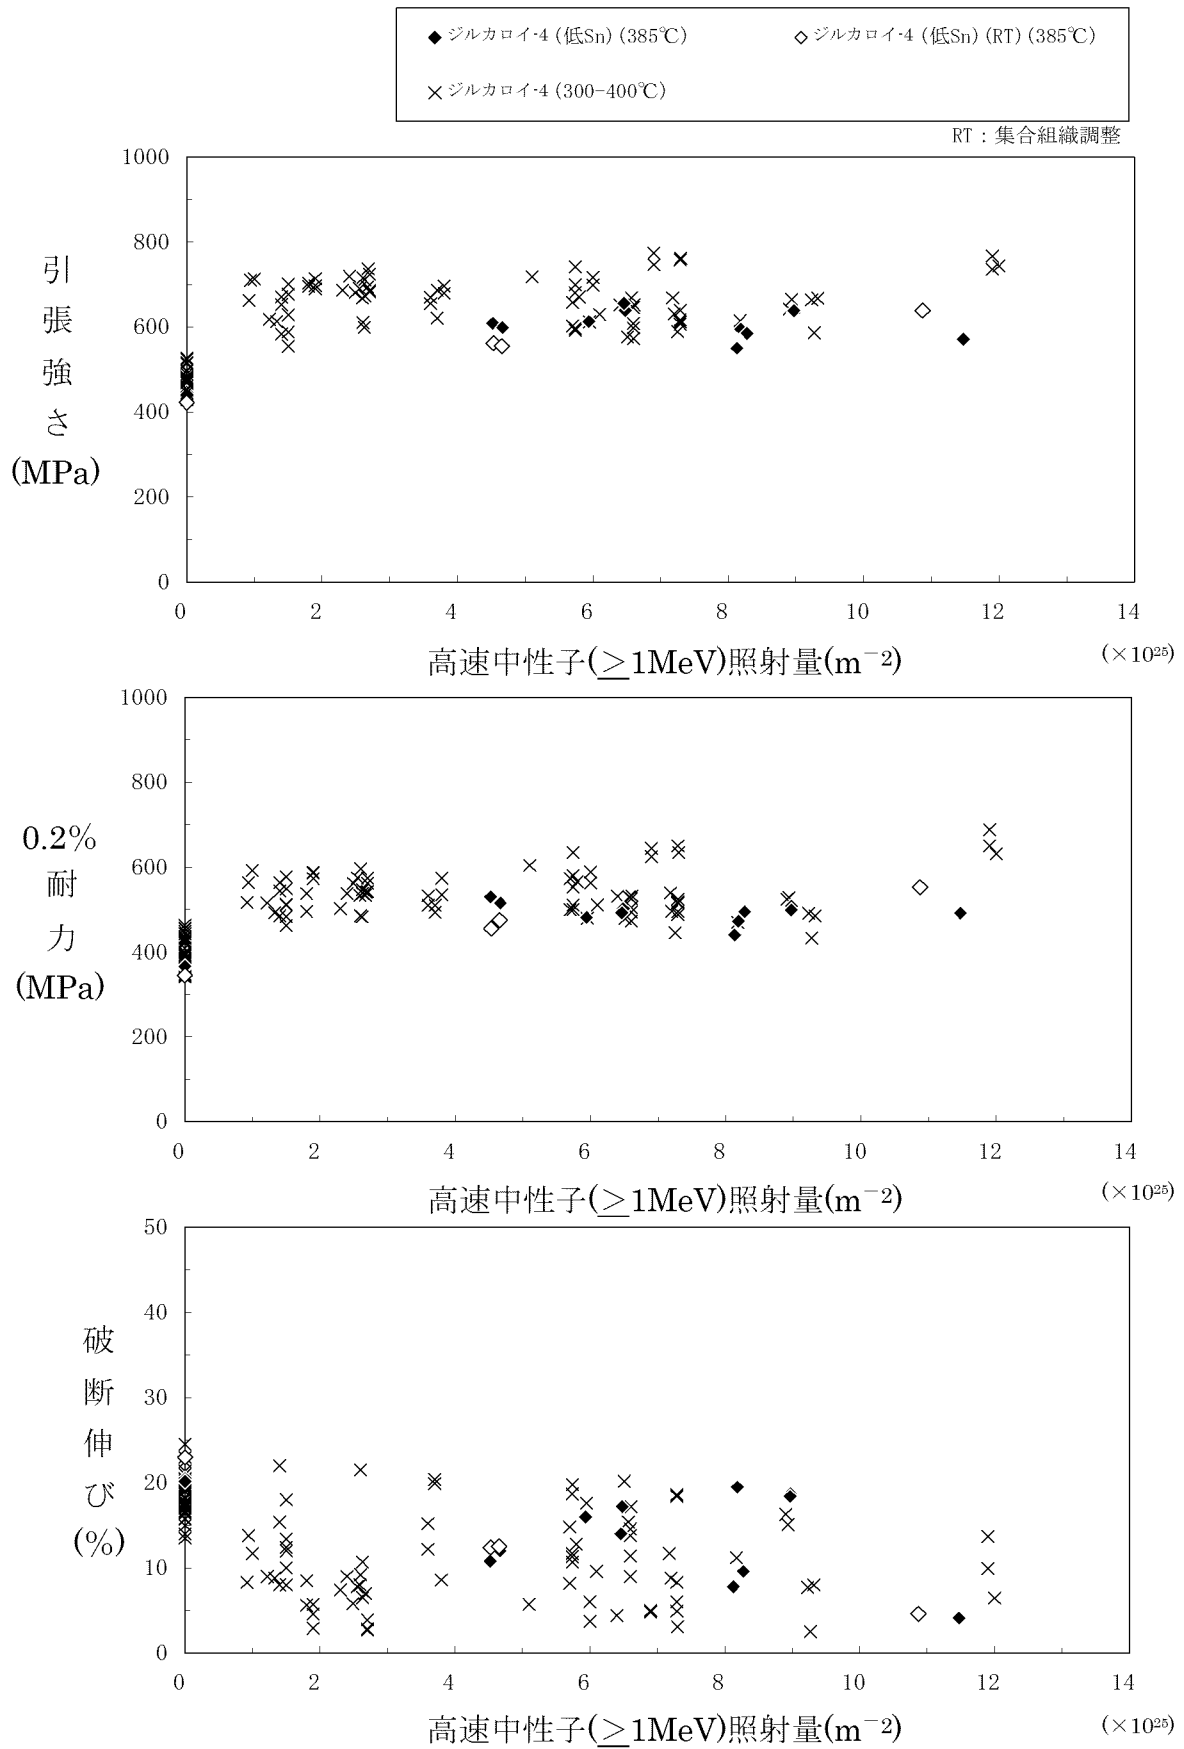 ◆ ジルカロイ-4 (低Sn) (385℃) ◇ ジルカロイ-4 (低Sn) (RT) (385℃)
× ジルカロイ-4 (300-400℃)
RT：集合組織調整
引張強さ
(MPa)
1000
800
600
400
200
0
0 2 4 6 8 10 12 14
高速中性子(≥1MeV)照射量(m⁻²)
(×10²⁵)
0.2%
耐力
(MPa)
1000
800
600
400
200
0
0 2 4 6 8 10 12 14
高速中性子(≥1MeV)照射量(m⁻²)
(×10²⁵)
破断伸び
(%)
50
40
30
20
10
0
0 2 4 6 8 10 12 14
高速中性子(≥1MeV)照射量(m⁻²)
(×10²⁵)